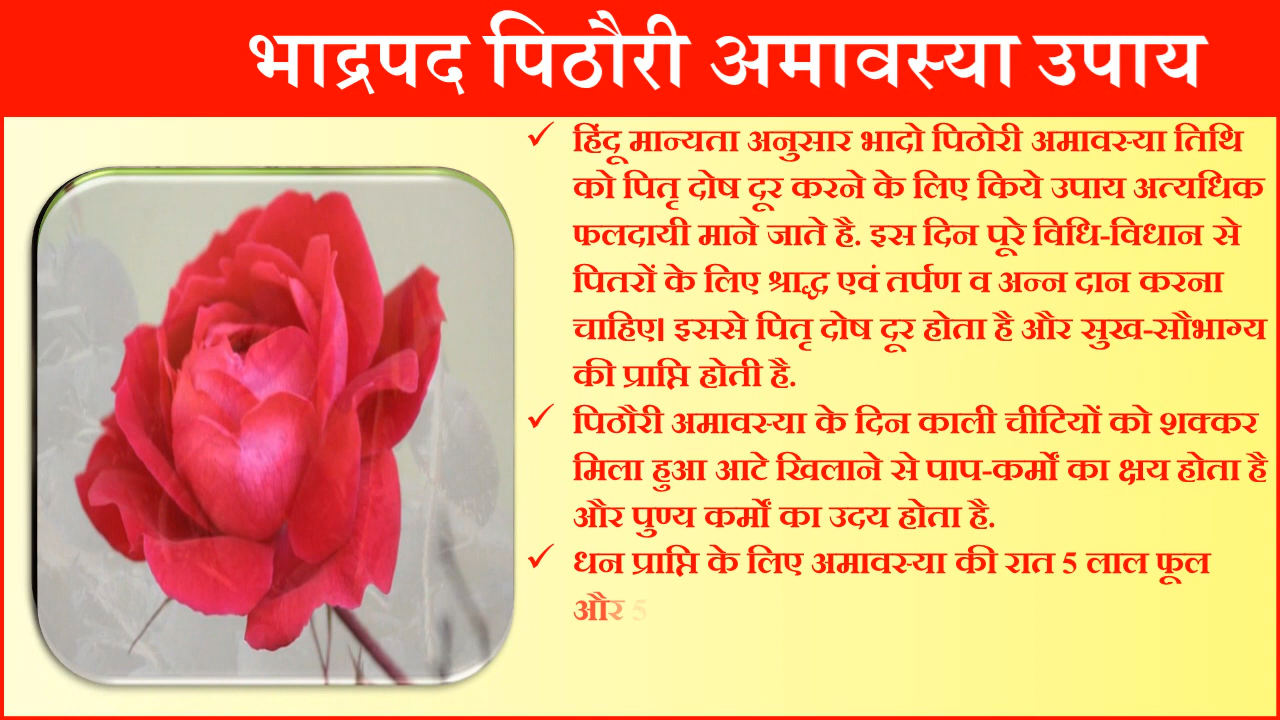 भाद्रपद पिठौरी अमावस्या उपाय
✓ हिंदू मान्यता अनुसार भादो पिठोरी अमावस्या तिथि
को पितृ दोष दूर करने के लिए किये उपाय अत्यधिक
फलदायी माने जाते है. इस दिन पूरे विधि-विधान से
पितरों के लिए श्राद्ध एवं तर्पण व अन्न दान करना
चाहिए। इससे पितृ दोष दूर होता है और सुख-सौभाग्य
की प्राप्ति होती है.
✓ पिठौरी अमावस्या के दिन काली चीटियों को शक्कर
मिला हुआ आटे खिलाने से पाप-कर्मों का क्षय होता है
और पुण्य कर्मों का उदय होता है.
✓ धन प्राप्ति के लिए अमावस्या की रात 5 लाल फूल
और 5